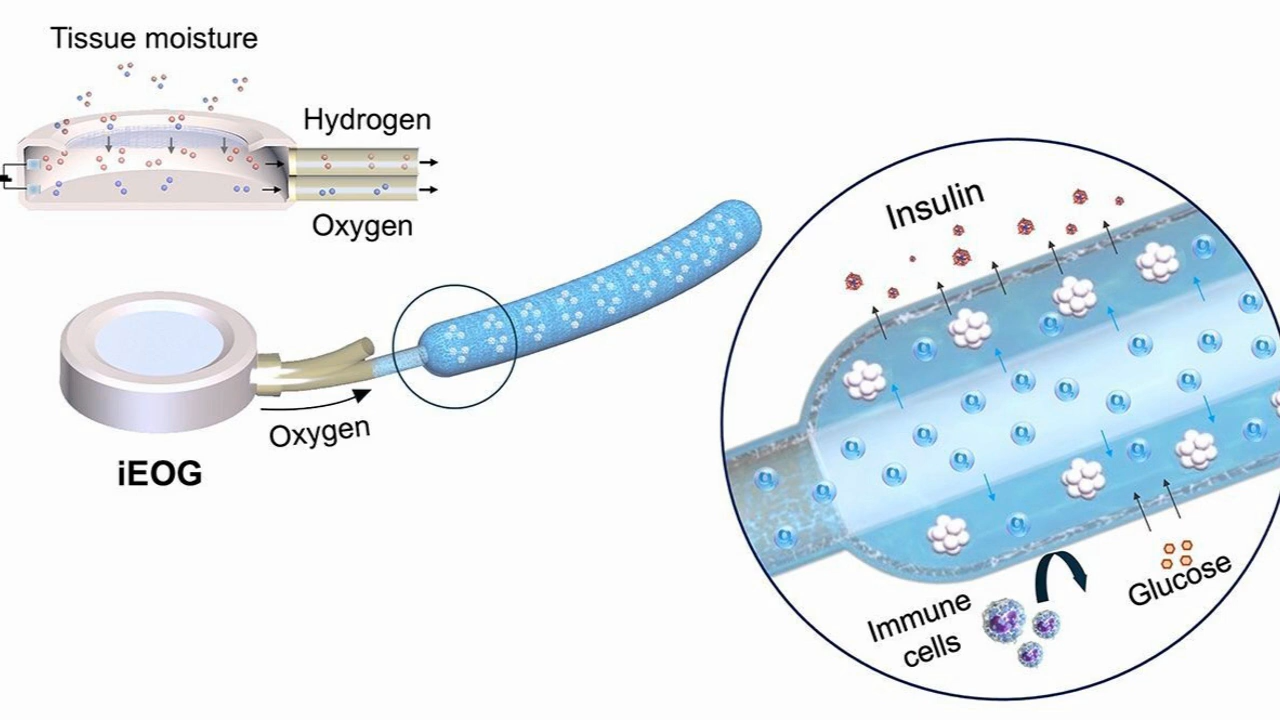 Tissue moisture
Hydrogen
Oxygen
Oxygen
iEOG
Insulin
Immune
cells
Glucose